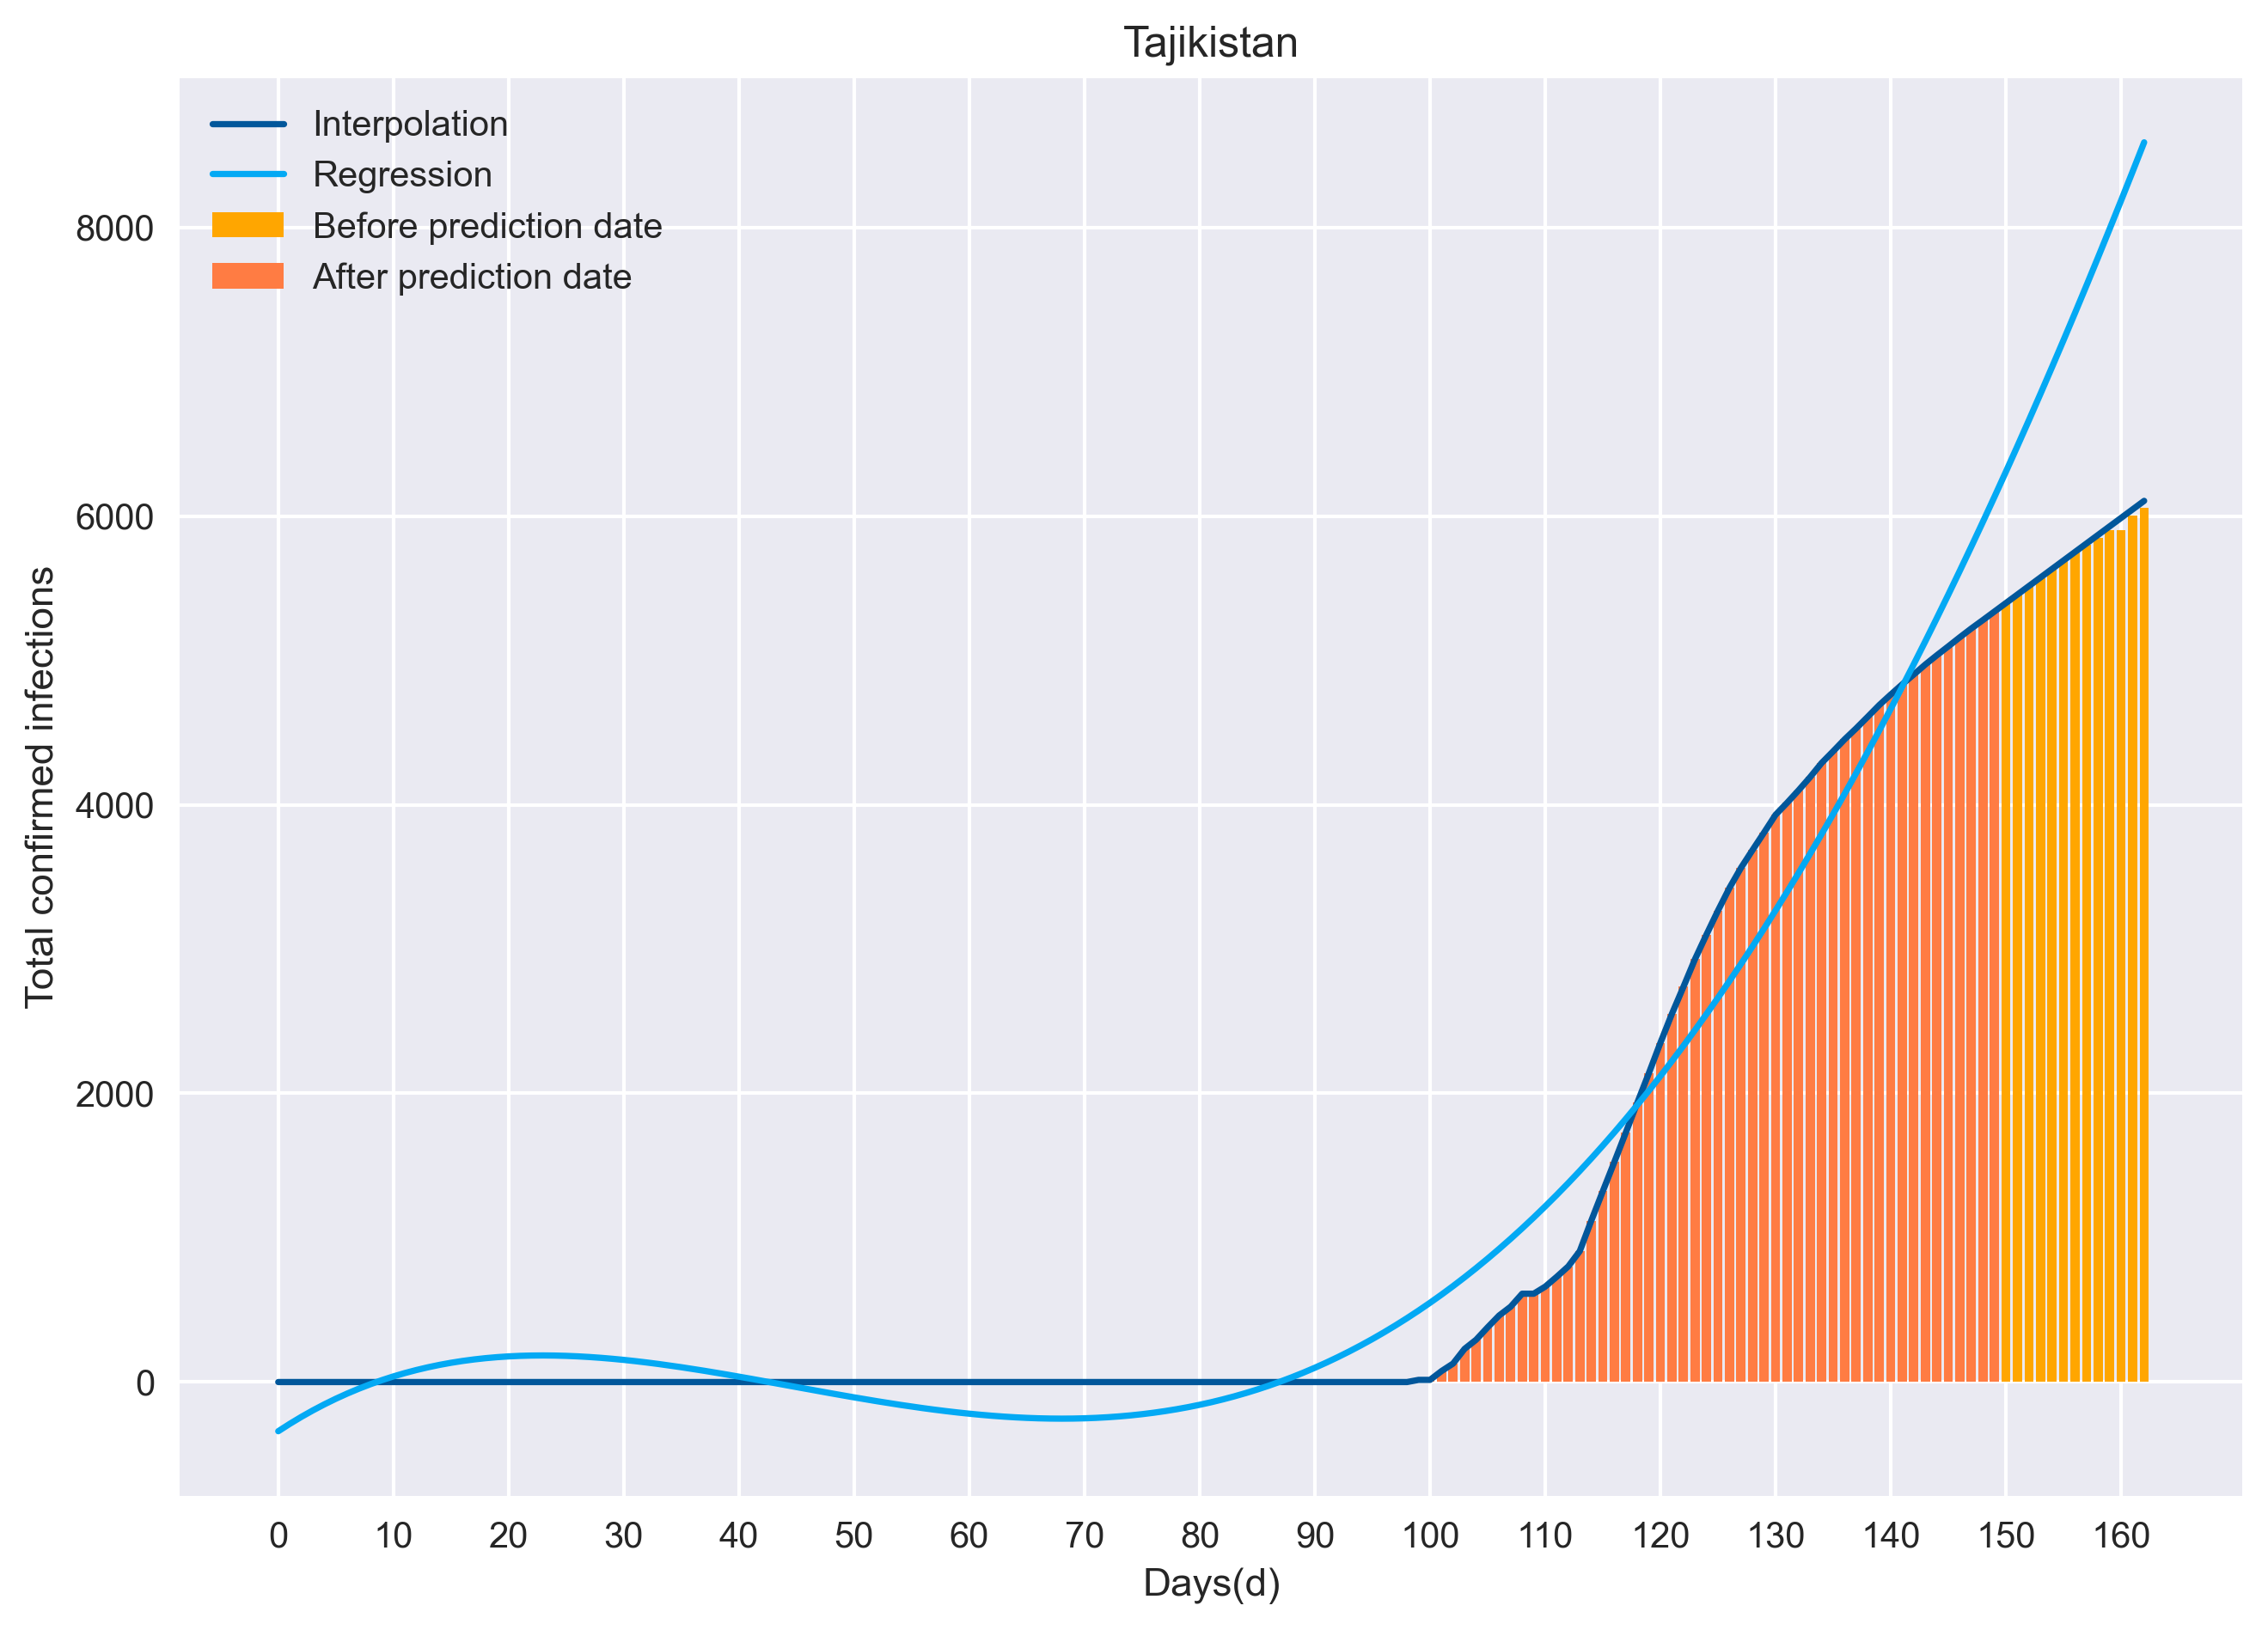 Tajikistan
Interpolation
Regression
Before prediction date
After prediction date
8000
6000
4000
2000
0
Total confirmed infections
0 10 20 30 40 50 60 70 80 90 100 110 120 130 140 150 160
Days(d)